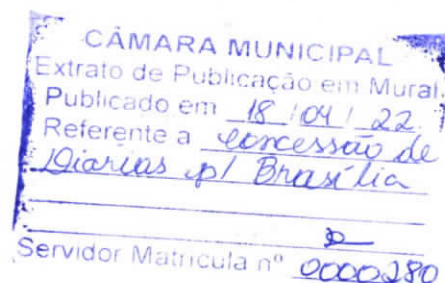 CÂMARA MUNICIPAL
Extrato de Publicação em Mural.
Publicado em 18 / 04 / 22
Referente a concessão de
Diarias p/ Brasília
Servidor Matricula nº 0000280